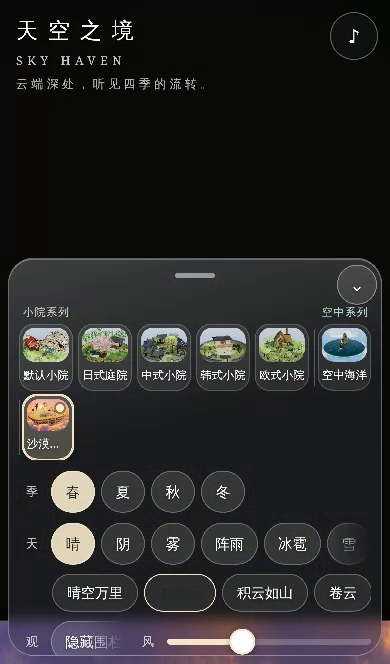 天空之境
♪
SKY HAVEN
云端深处，听见四季的流转。
小院系列 空中系列
默认小院 日式庭院 中式小院 韩式小院 欧式小院 空中海洋
沙漠...
季 春 夏 秋 冬
天 晴 阴 雾 阵雨 冰雹 雪
晴空万里 积云如山 卷云
观 隐藏围栏 风